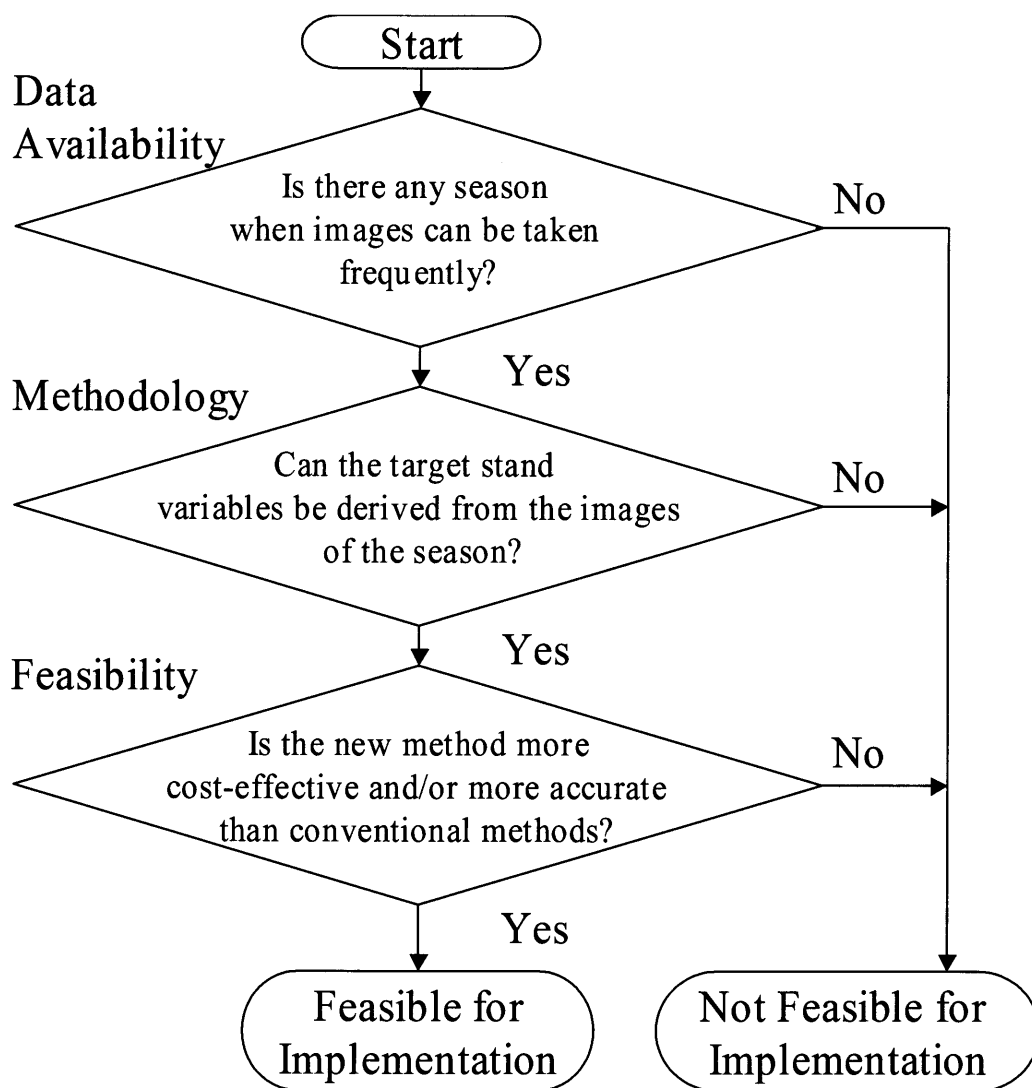 Start
Data
Availability
Is there any season
when images can be taken
frequently?
No
Yes
Methodology
Can the target stand
variables be derived from the images
of the season?
No
Yes
Feasibility
Is the new method more
cost-effective and/or more accurate
than conventional methods?
No
Yes
Feasible for
Implementation
Not Feasible for
Implementation